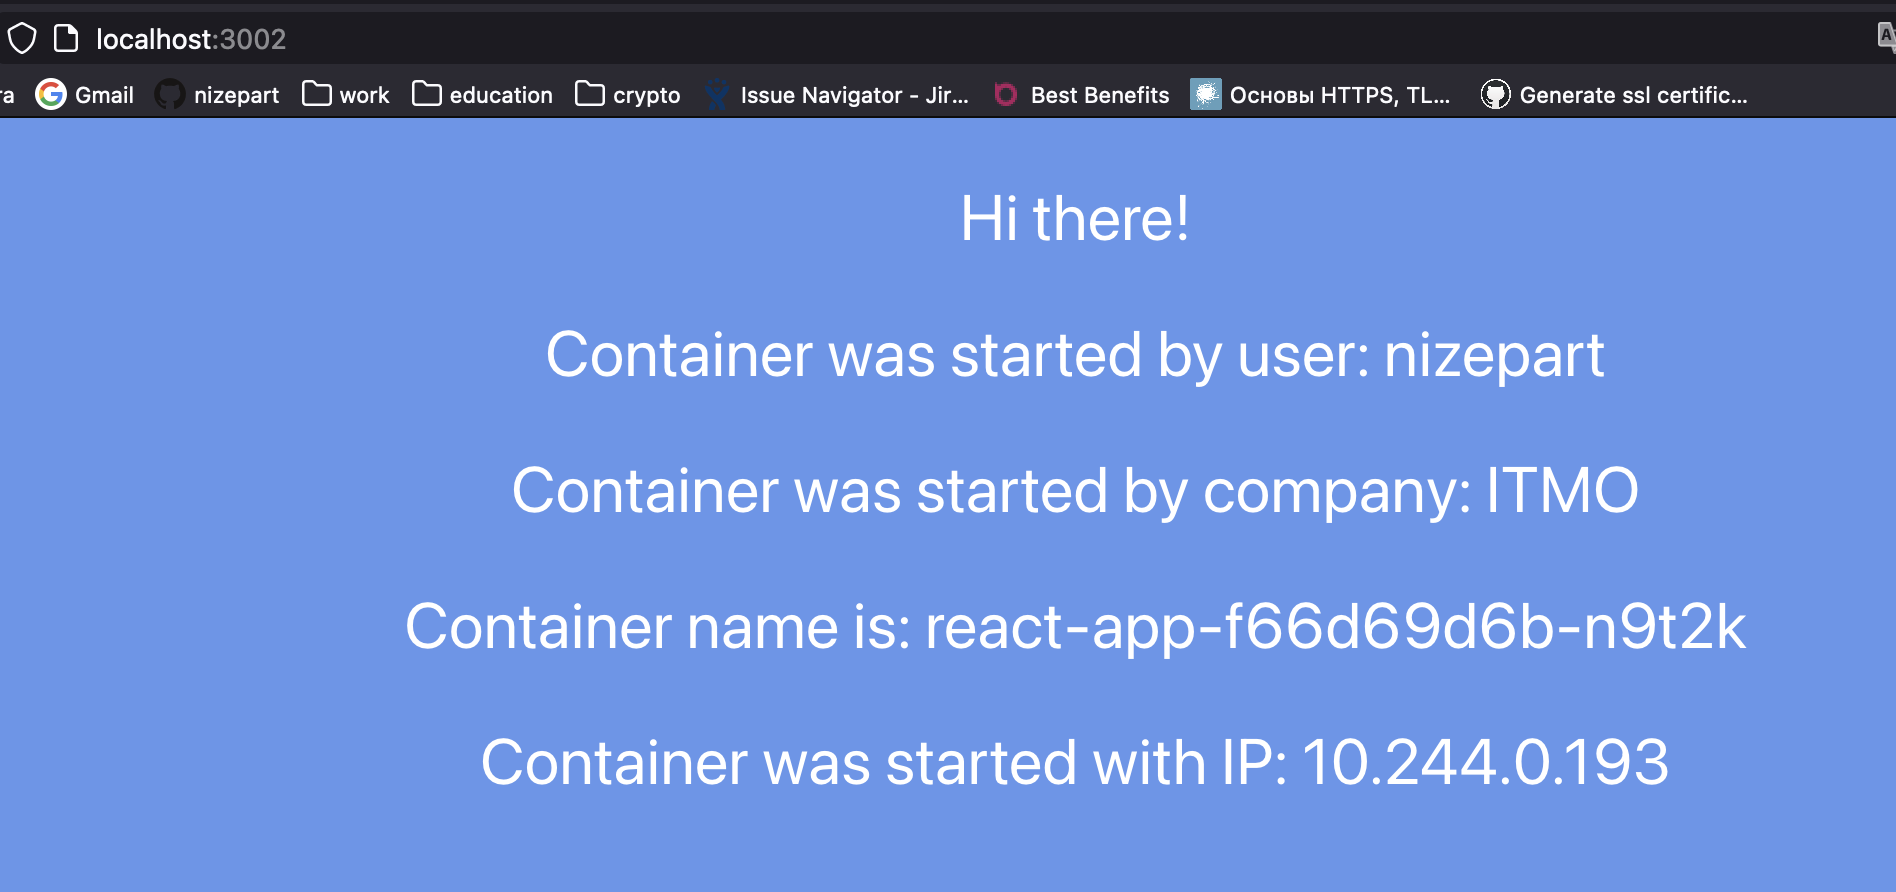 localhost:3002
ra Gmail nizepart work education crypto Issue Navigator - Jir... Best Benefits Основы HTTPS, TL... Generate ssl certific...
Hi there!
Container was started by user: nizepart
Container was started by company: ITMO
Container name is: react-app-f66d69d6b-n9t2k
Container was started with IP: 10.244.0.193